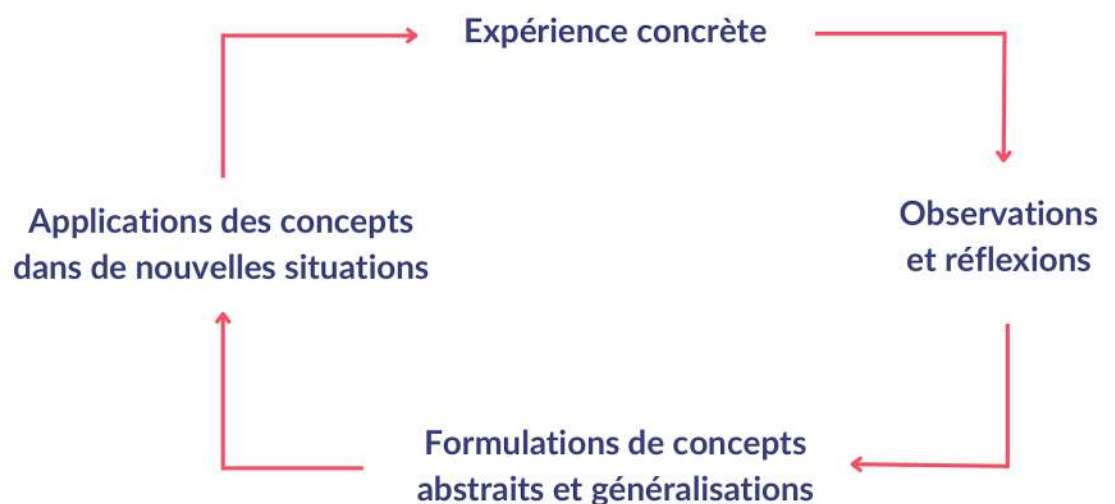 Expérience concrète
Observations
et réflexions
Formulations de concepts
abstraits et généralisations
Applications des concepts
dans de nouvelles situations